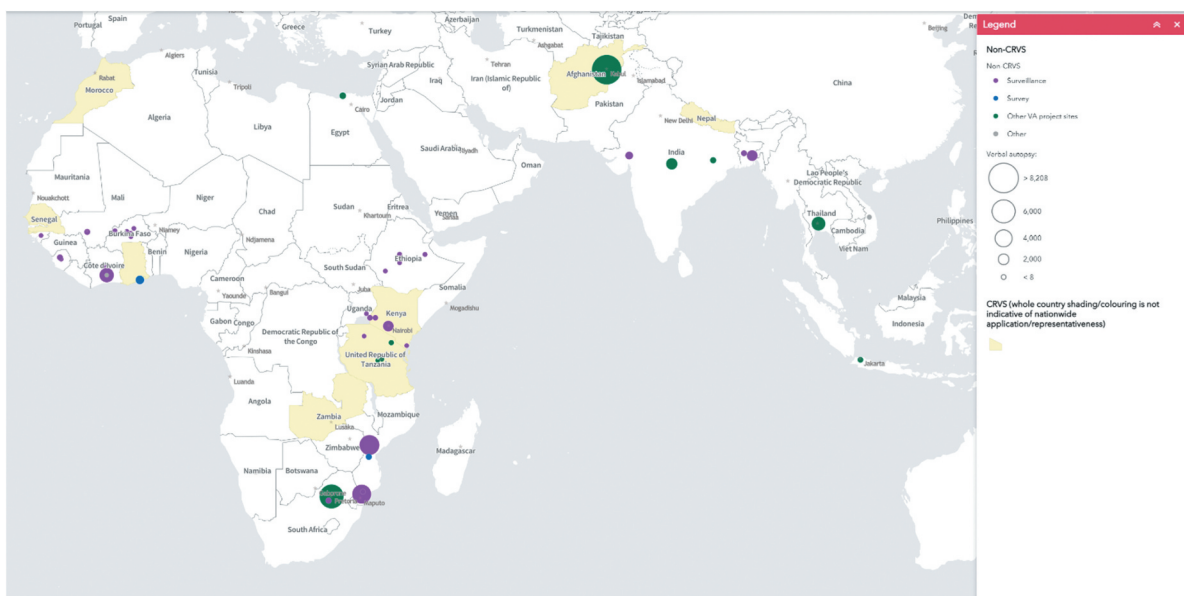 Portugal
Spain
Greece
Turkey
Azerbaijan
Turkmenistan
Tajikistan
Beijing
Algiers
Tunisia
Syrian Arab Republic
Tehran
Ashgabat
Rabat
Morocco
Tripoli
Iraq
Iran (Islamic Republic
of)
Afghanistan
Islamabad
China
Jordan
Cairo
Pakistan
Algeria
Libya
Egypt
New Delhi
Nepal
Saudi Arabia
Riyadh
India
Oman
Mauritania
Mali
Niger
Lao People's
Democratic Republic
Nouakchott
Chad
Sudan
Eritrea
Khartoum
Yemen
Sanaa
Thailand
Philippines
Senegal
Burkina Faso
Niamey
Ndjamena
Cambodia
Viet Nam
Guinea
Benin
Nigeria
Ethiopia
Côte d'Ivoire
South Sudan
Cameroon
Somalia
Yaounde
Bangui
Juba
Malaysia
Uganda
Kenya
Mogadishu
Gabon
Congo
Nairobi
Indonesia
Democratic Republic of
the Congo
Kinshasa
United Republic of
Tanzania
Jakarta
Luanda
Angola
Zambia
Mozambique
Lusaka
Zimbabwe
Madagascar
Namibia
Botswana
Maputo
South Africa
Legend
Non-CRVS
Non CRVS
Surveillance
Survey
Other VA project sites
Other
Verbal autopsy:
> 8,208
6,000
4,000
2,000
< 8
CRVS (whole country shading/colouring is not
indicative of nationwide
application/representativeness)